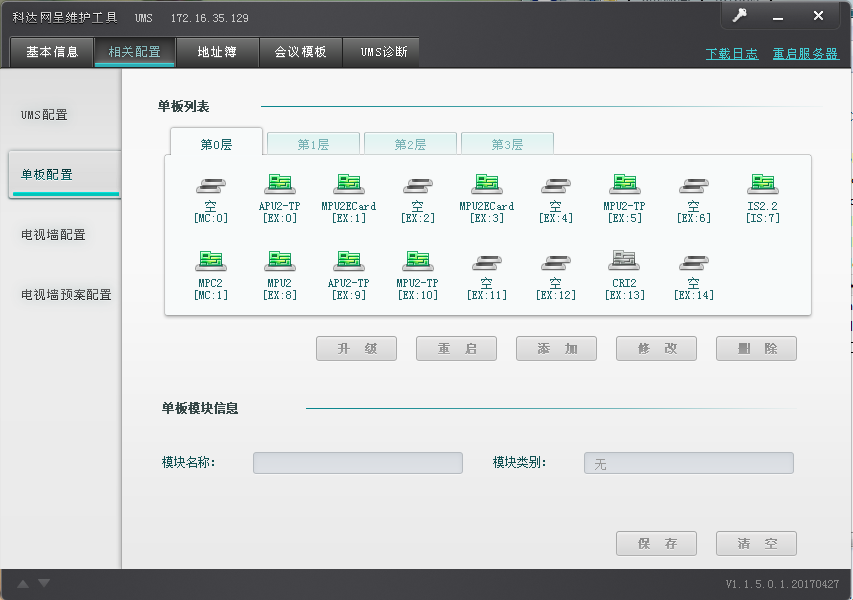 科达网呈维护工具 UMS 172.16.35.129
基本信息 相关配置 地址簿 会议模板 UMS诊断
下载日志 重启服务器
UMS配置
单板配置
电视墙配置
电视墙预案配置
单板列表
第0层 第1层 第2层 第3层
空 APU2-TP MPU2ECard 空 MPU2ECard 空 MPU2-TP 空 IS2.2
[MC:0] [EX:0] [EX:1] [EX:2] [EX:3] [EX:4] [EX:5] [EX:6] [IS:7]
MPC2 MPU2 APU2-TP MPU2-TP 空 空 CRI2 空
[MC:1] [EX:8] [EX:9] [EX:10] [EX:11] [EX:12] [EX:13] [EX:14]
升 级 重 启 添 加 修 改 删 除
单板模块信息
模块名称: 模块类别: 无
保 存 清 空
V1.1.5.0.1.20170427